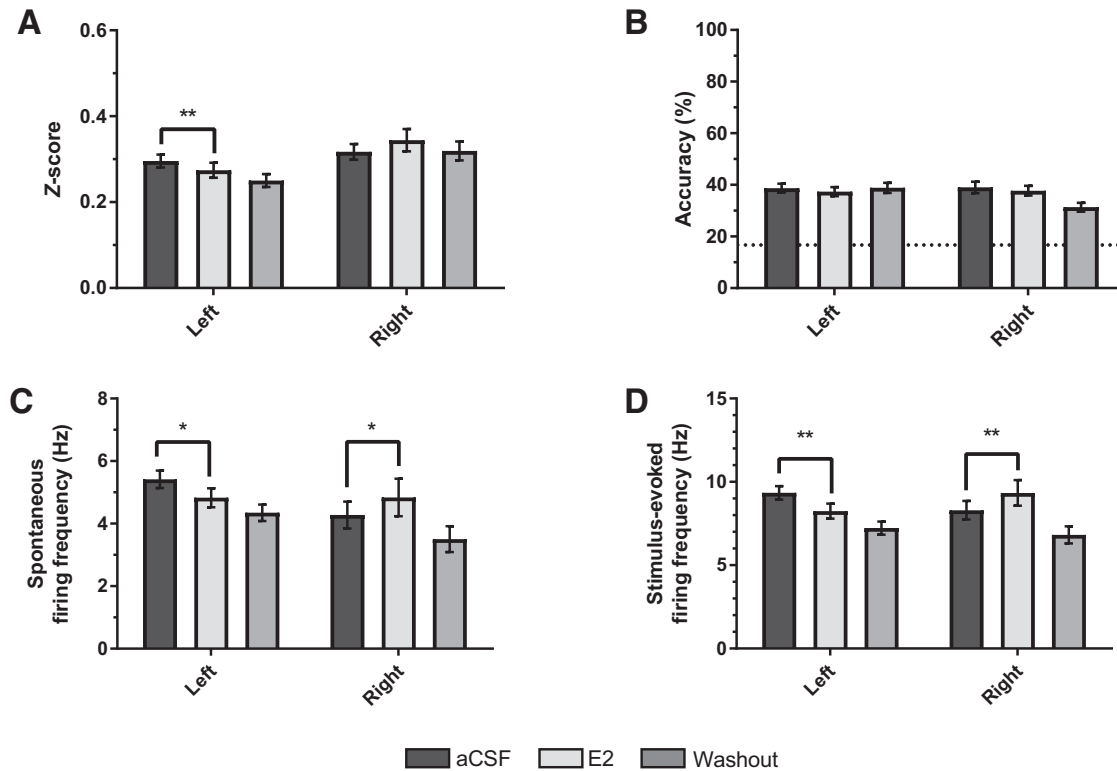 A
Z-score
0.6
0.4
0.2
0.0
**
Left
Right
B
Accuracy (%)
100
80
60
40
20
0
Left
Right
C
Spontaneous
firing frequency (Hz)
8
6
4
2
0
*
*
Left
Right
D
Stimulus-evoked
firing frequency (Hz)
15
10
5
0
**
**
Left
Right
aCSF E2 Washout